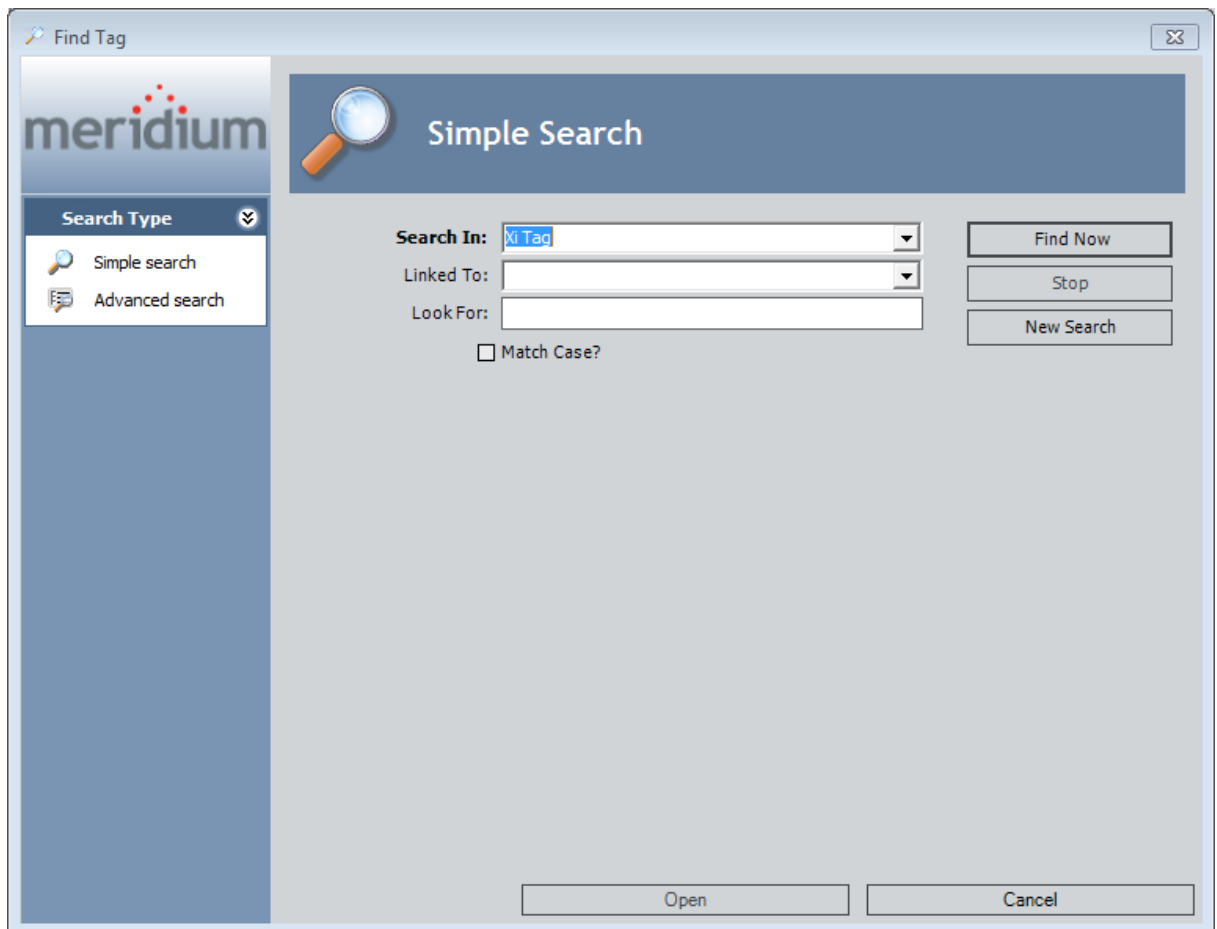 Find Tag
meridium
Simple Search
Search Type
Simple search
Advanced search
Search In: Xi Tag
Linked To:
Look For:
Match Case?
Find Now
Stop
New Search
Open Cancel